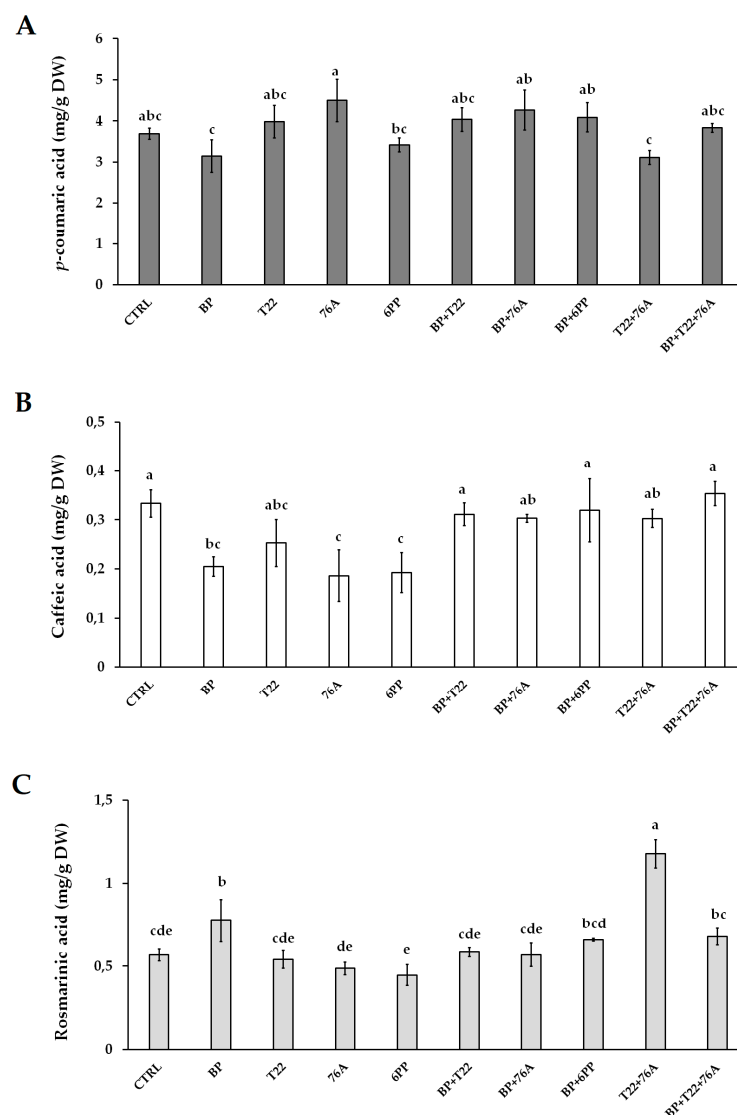 A
p-coumaric acid (mg/g DW)
6
5
4
3
2
1
0
abc
c
abc
a
bc
abc
ab
ab
c
abc
CTRL
BP
T22
76A
6PP
BP+T22
BP+76A
BP+6PP
T22+76A
BP+T22+76A
B
Caffeic acid (mg/g DW)
0,5
0,4
0,3
0,2
0,1
0
a
bc
abc
c
c
a
ab
a
ab
a
CTRL
BP
T22
76A
6PP
BP+T22
BP+76A
BP+6PP
T22+76A
BP+T22+76A
C
Rosmarinic acid (mg/g DW)
1,5
1
0,5
0
cde
b
cde
de
e
cde
cde
bcd
a
bc
CTRL
BP
T22
76A
6PP
BP+T22
BP+76A
BP+6PP
T22+76A
BP+T22+76A